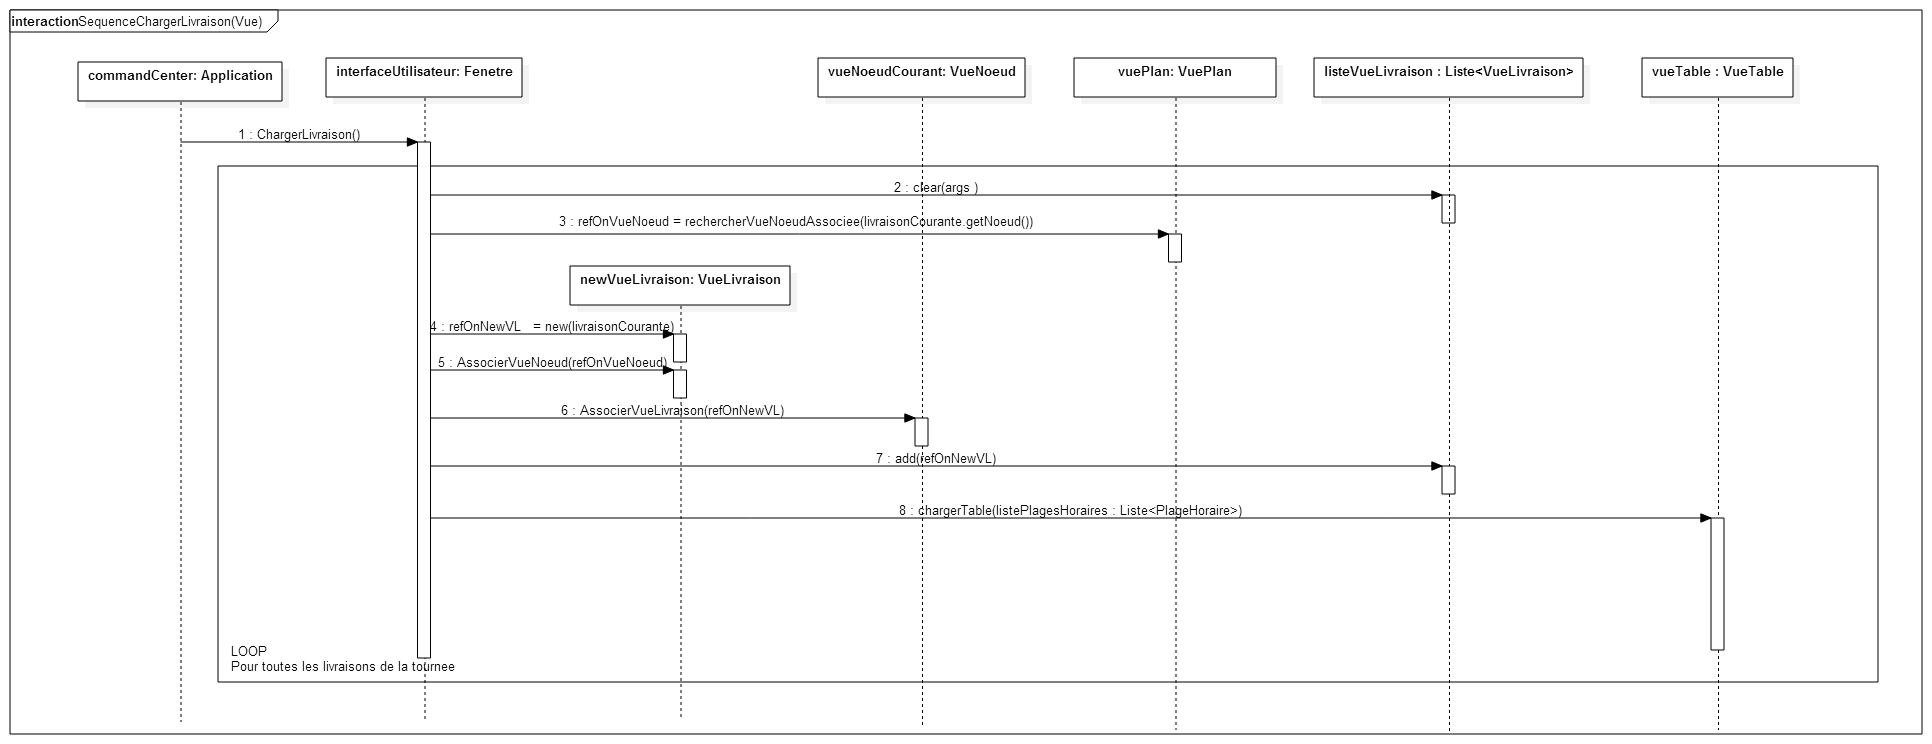 interactionSequenceChargerLivraison(Vue)
commandCenter: Application
interfaceUtilisateur: Fenetre
vueNoeudCourant: VueNoeud
vuePlan: VuePlan
listeVueLivraison : Liste<VueLivraison>
vueTable : VueTable
1 : ChargerLivraison()
2 : clear(args )
3 : refOnVueNoeud = rechercherVueNoeudAssociee(livraisonCourante.getNoeud())
newVueLivraison: VueLivraison
4 : refOnNewVL = new(livraisonCourante)
5 : AssocierVueNoeud(refOnVueNoeud)
6 : AssocierVueLivraison(refOnNewVL)
7 : add(refOnNewVL)
8 : chargerTable(listePlagesHoraires : Liste<PlageHoraire>)
LOOP
Pour toutes les livraisons de la tournee